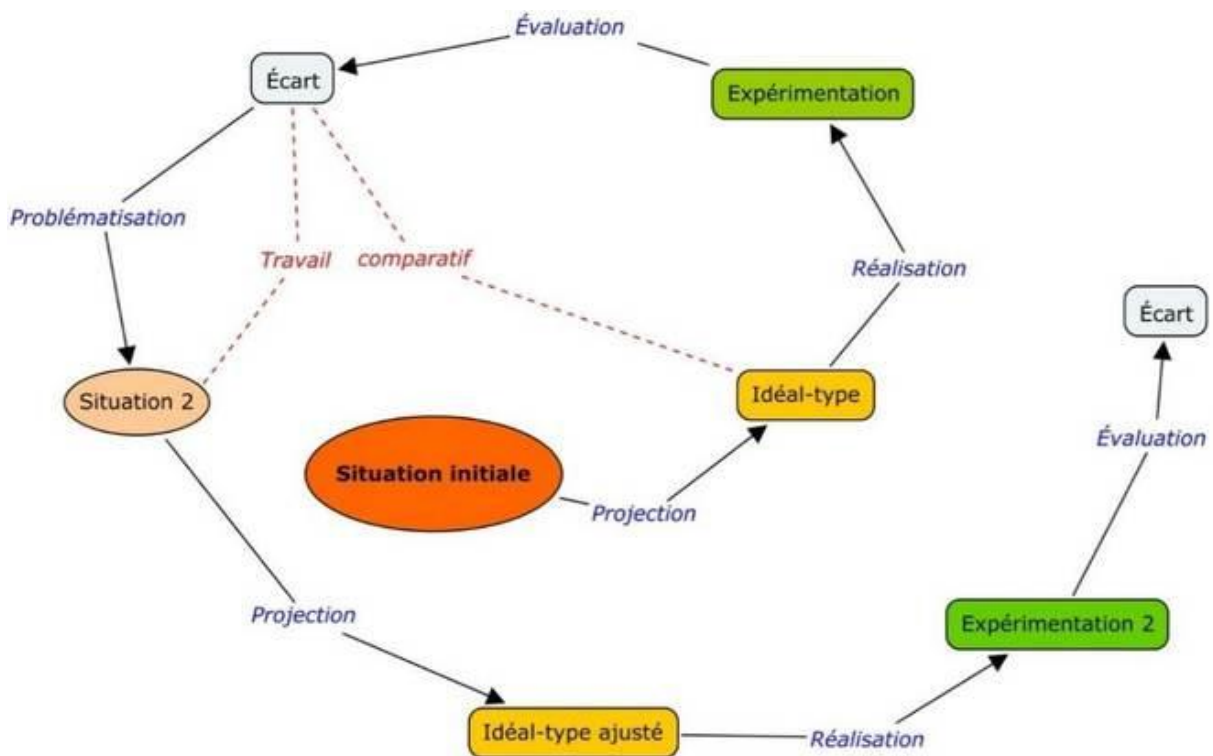 Évaluation
Écart
Expérimentation
Problématisation
Travail comparatif
Réalisation
Écart
Idéal-type
Situation 2
Évaluation
Situation initiale
Projection
Projection
Expérimentation 2
Idéal-type ajusté
Réalisation